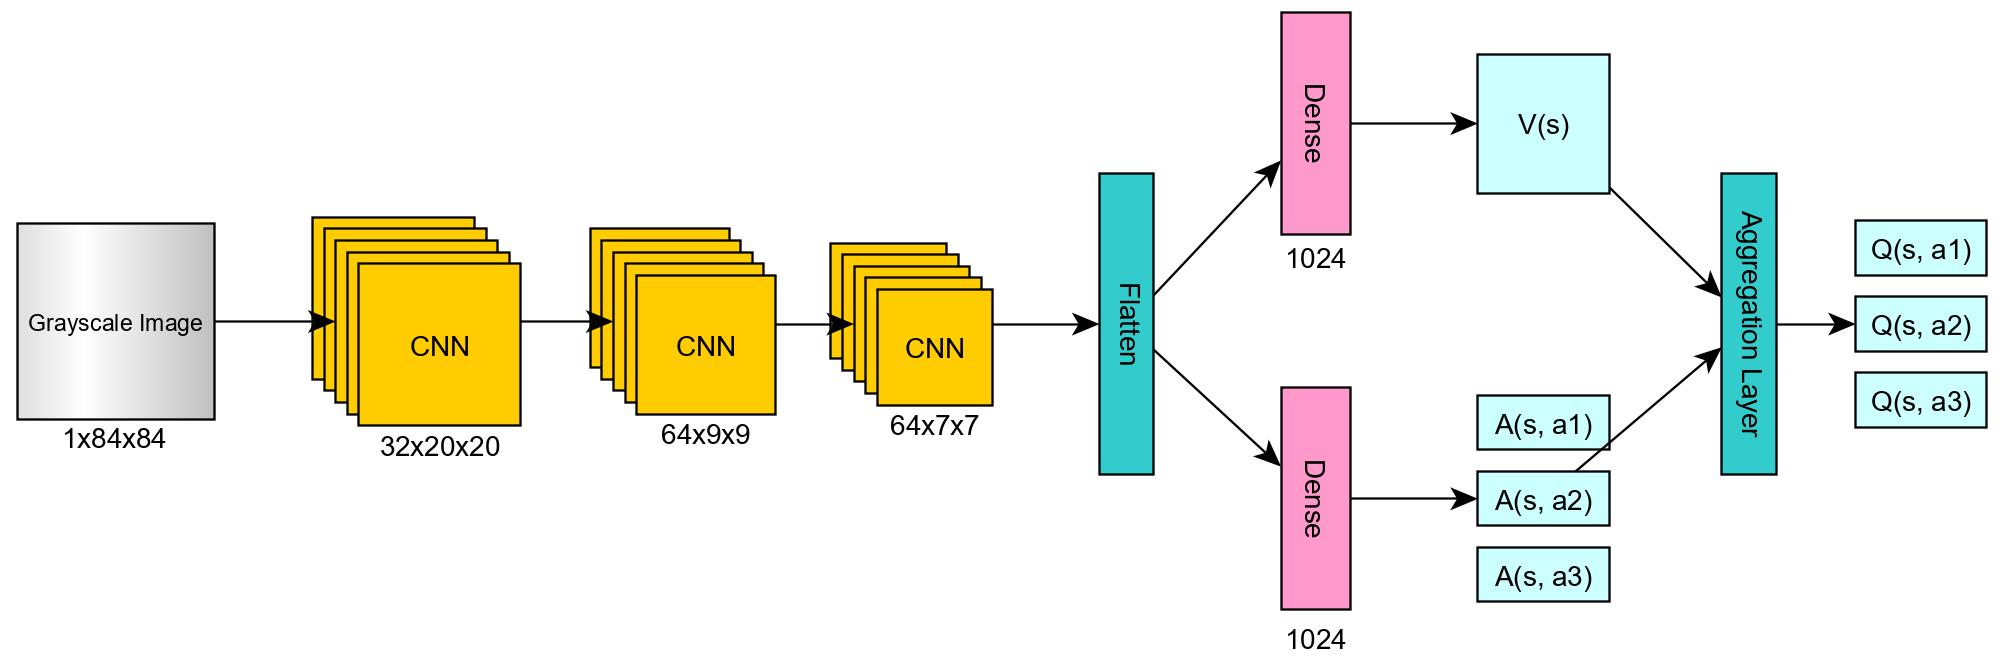 Grayscale Image
1x84x84
CNN
32x20x20
CNN
64x9x9
CNN
64x7x7
Flatten
Dense
1024
V(s)
Dense
1024
A(s, a1)
A(s, a2)
A(s, a3)
Aggregation Layer
Q(s, a1)
Q(s, a2)
Q(s, a3)